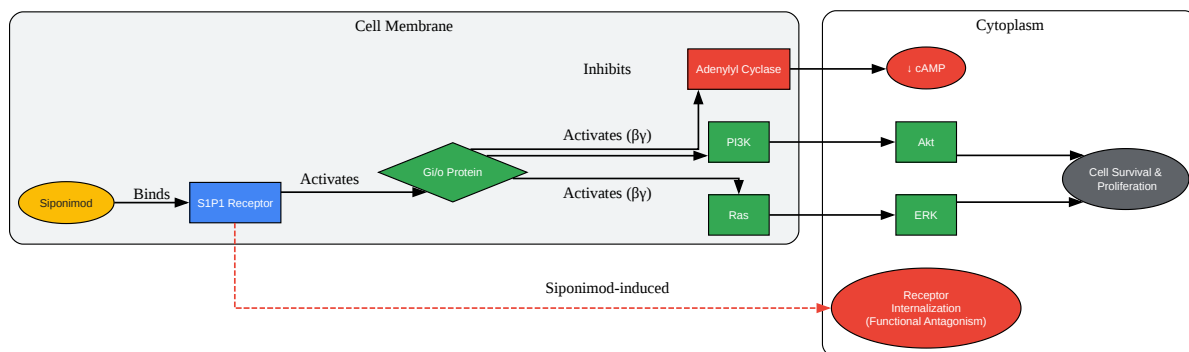 Cell Membrane
Cytoplasm
Inhibits
Adenylyl Cyclase
↓ cAMP
Activates (βγ)
PI3K
Akt
Siponimod
Binds
S1P1 Receptor
Activates
Gi/o Protein
Activates (βγ)
Ras
ERK
Cell Survival &
Proliferation
Siponimod-induced
Receptor
Internalization
(Functional Antagonism)